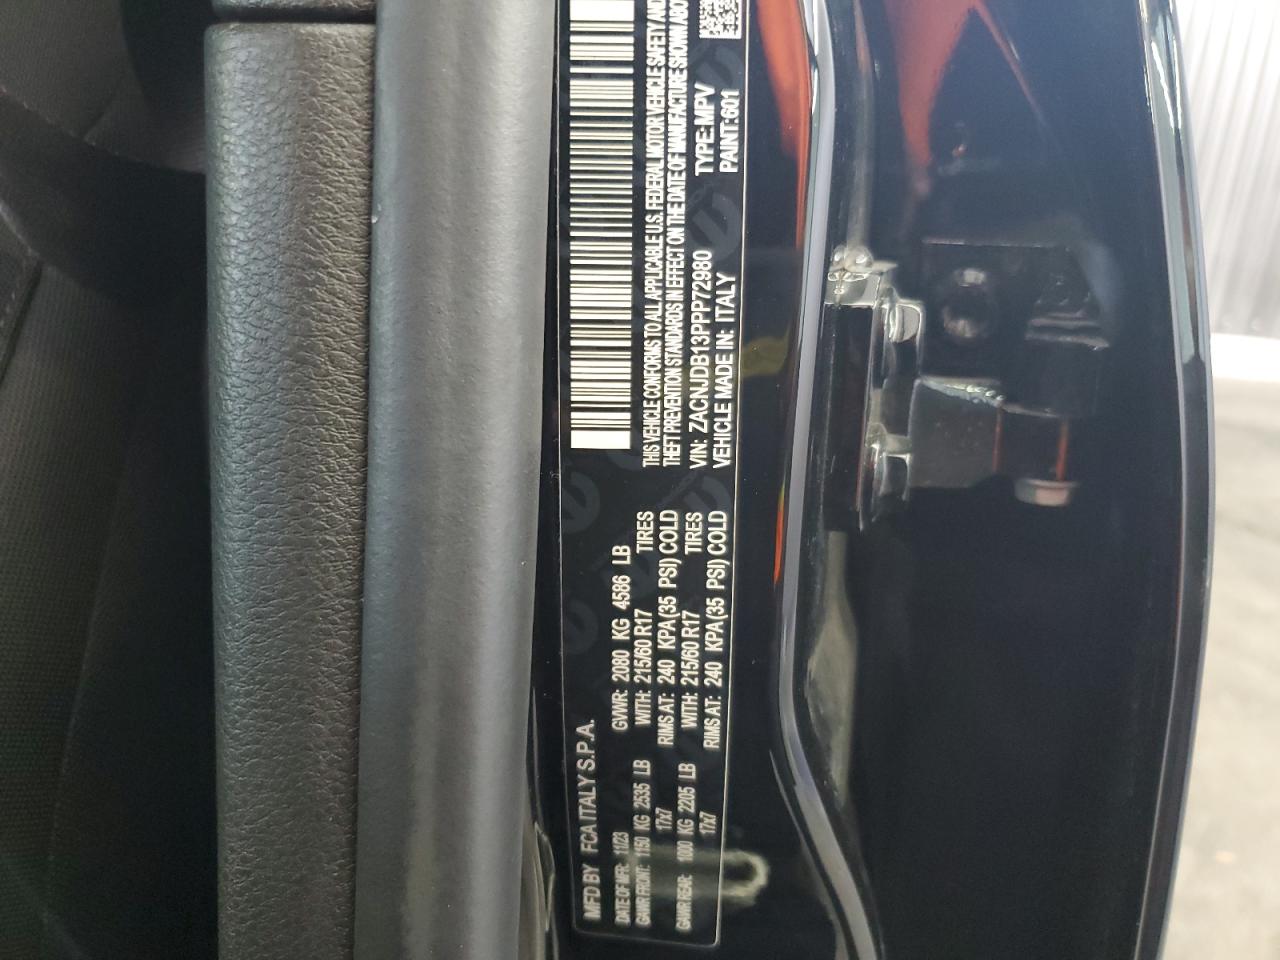 MFD BY FCA ITALY S.P.A.
DATE OF MFR: 11/23 GVWR: 2080 KG 4586 LB
GAWR FRONT: 1150 KG 2535 LB WITH: 215/60 R17 TIRES
17x7 RIMS AT: 240 KPA(35 PSI) COLD
GAWR REAR: 1000 KG 2205 LB WITH: 215/60 R17 TIRES
17x7 RIMS AT: 240 KPA(35 PSI) COLD
THIS VEHICLE CONFORMS TO ALL APPLICABLE U.S. FEDERAL MOTOR VEHICLE SAFETY AND
THEFT PREVENTION STANDARDS IN EFFECT ON THE DATE OF MANUFACTURE SHOWN ABO
VIN: ZACNJDB13PPP72980 TYPE: MPV
VEHICLE MADE IN: ITALY PAINT: 601